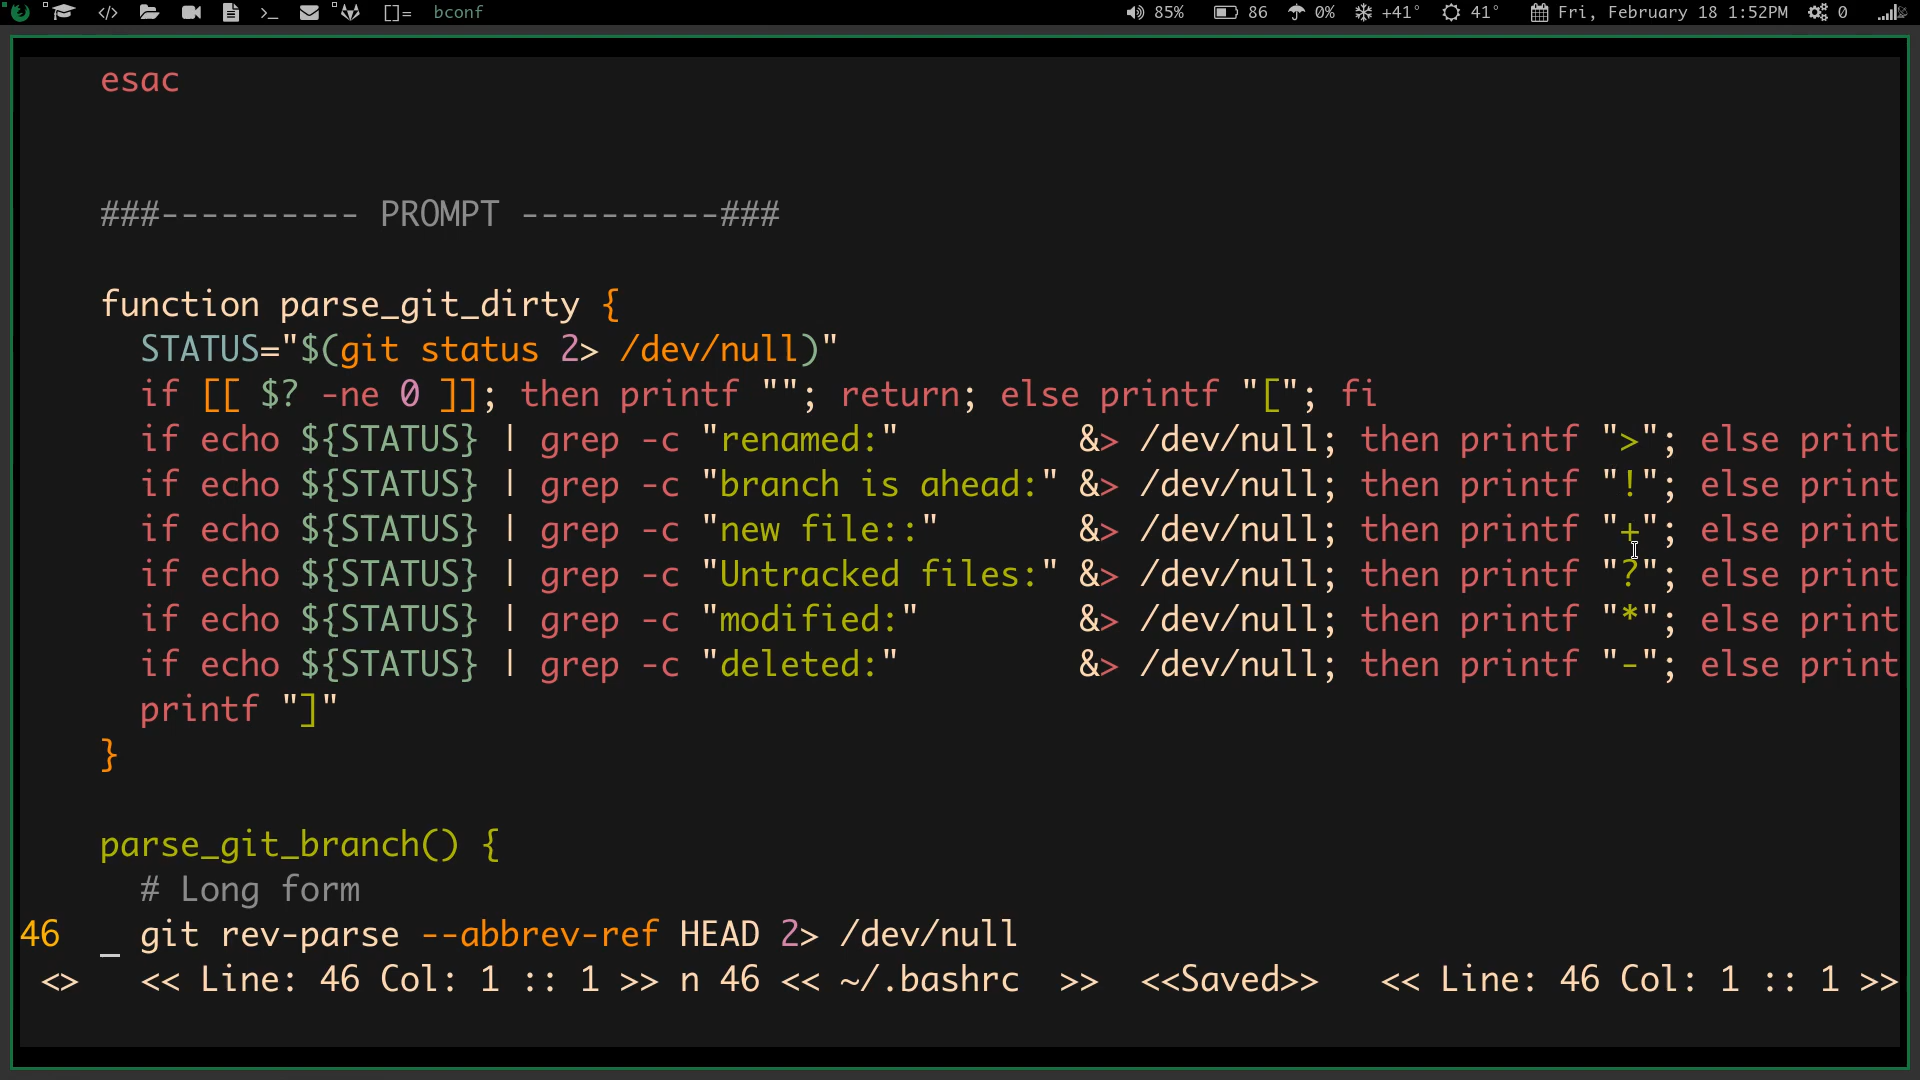 []= bconf 85% 86 0% +41° 41° Fri, February 18 1:52PM 0
esac
###---------- PROMPT ----------###
function parse_git_dirty {
  STATUS="$(git status 2> /dev/null)"
  if [[ $? -ne 0 ]]; then printf ""; return; else printf "["; fi
  if echo ${STATUS} | grep -c "renamed:"         &> /dev/null; then printf ">"; else print
  if echo ${STATUS} | grep -c "branch is ahead:" &> /dev/null; then printf "!"; else print
  if echo ${STATUS} | grep -c "new file::"       &> /dev/null; then printf "+"; else print
  if echo ${STATUS} | grep -c "Untracked files:" &> /dev/null; then printf "?"; else print
  if echo ${STATUS} | grep -c "modified:"        &> /dev/null; then printf "*"; else print
  if echo ${STATUS} | grep -c "deleted:"         &> /dev/null; then printf "-"; else print
  printf "]"
}
parse_git_branch() {
  # Long form
46  _ git rev-parse --abbrev-ref HEAD 2> /dev/null
<>   << Line: 46 Col: 1 :: 1 >> n 46 << ~/.bashrc  >>  <<Saved>>   << Line: 46 Col: 1 :: 1 >>